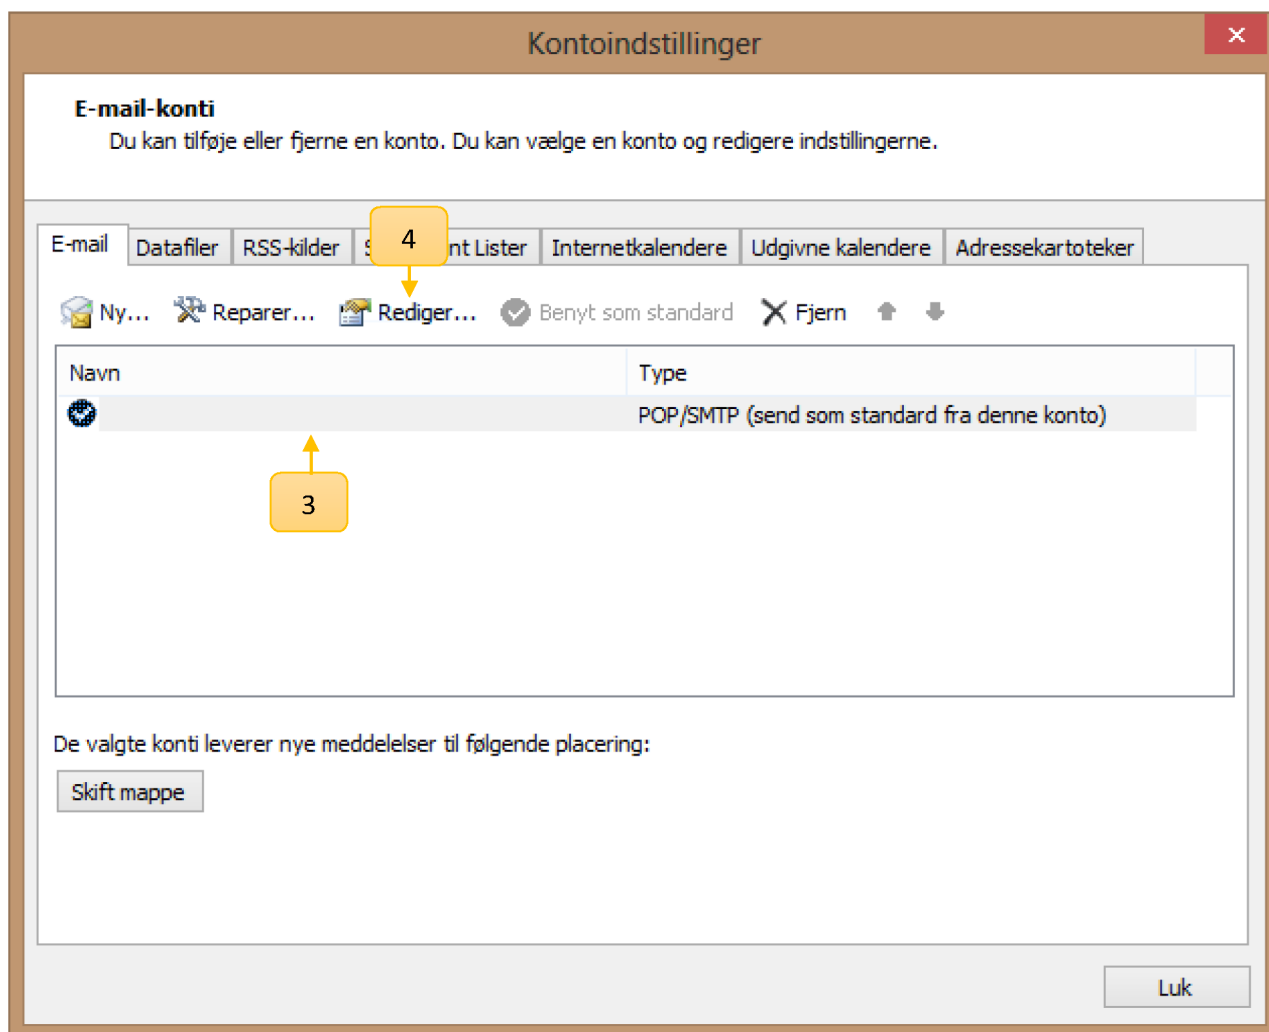 Kontoindstillinger
E-mail-konti
Du kan tilføje eller fjerne en konto. Du kan vælge en konto og redigere indstillingerne.
E-mail Datafiler RSS-kilder Lister Internetkalendere Udgivne kalendere Adressekartoteker
4
Ny... Reparer... Rediger... Benyt som standard Fjern
Navn Type
POP/SMTP (send som standard fra denne konto)
3
De valgte konti leverer nye meddelelser til følgende placering:
Skift mappe
Luk